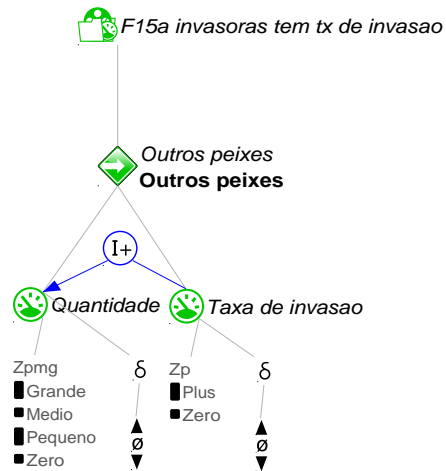 F15a invasoras tem tx de invasao
Outros peixes
Outros peixes
I+
Quantidade
Taxa de invasao
Zpmg
Grande
Medio
Pequeno
Zero
δ
ø
Zp
Plus
Zero
δ
ø